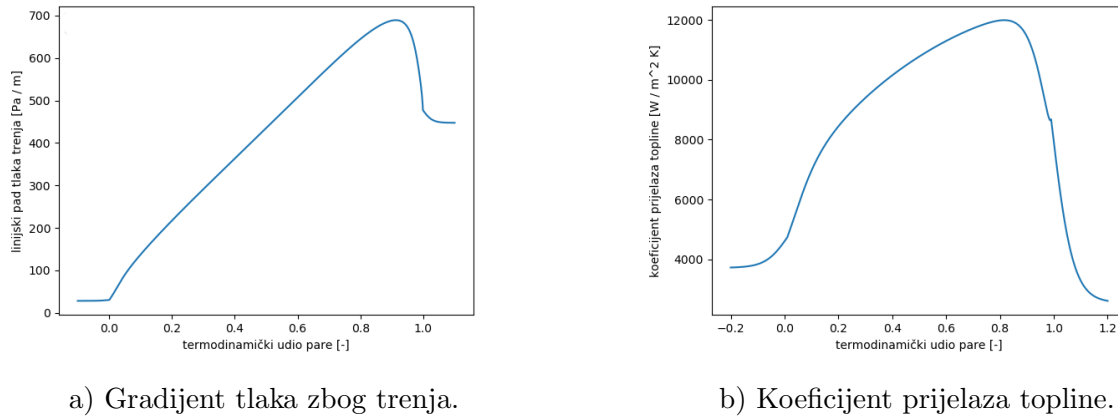 700
600
500
400
300
200
100
0
linijski pad tlaka trenja [Pa / m]
0.0 0.2 0.4 0.6 0.8 1.0
termodinamički udio pare [-]
a) Gradijent tlaka zbog trenja.
12000
10000
8000
6000
4000
koeficijent prijelaza topline [W / m^2 K]
−0.2 0.0 0.2 0.4 0.6 0.8 1.0 1.2
termodinamički udio pare [-]
b) Koeficijent prijelaza topline.